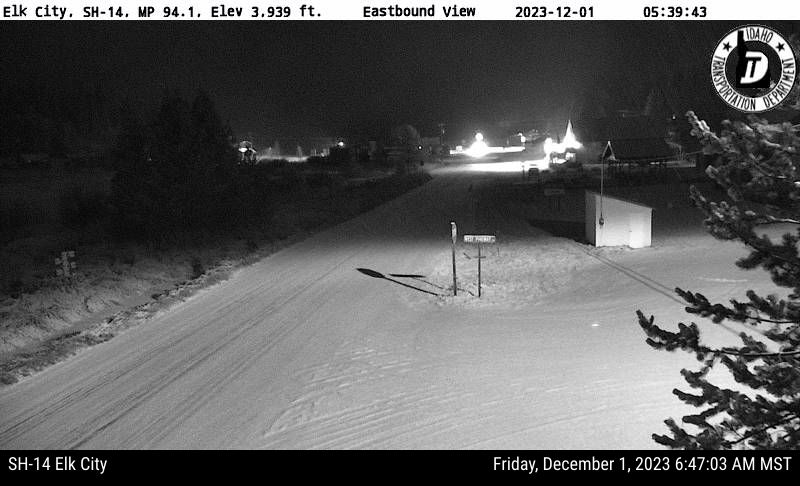 Elk City, SH-14, MP 94.1, Elev 3,939 ft. Eastbound View 2023-12-01 05:39:43
IDAHO
TRANSPORTATION DEPARTMENT
SH-14 Elk City Friday, December 1, 2023 6:47:03 AM MST